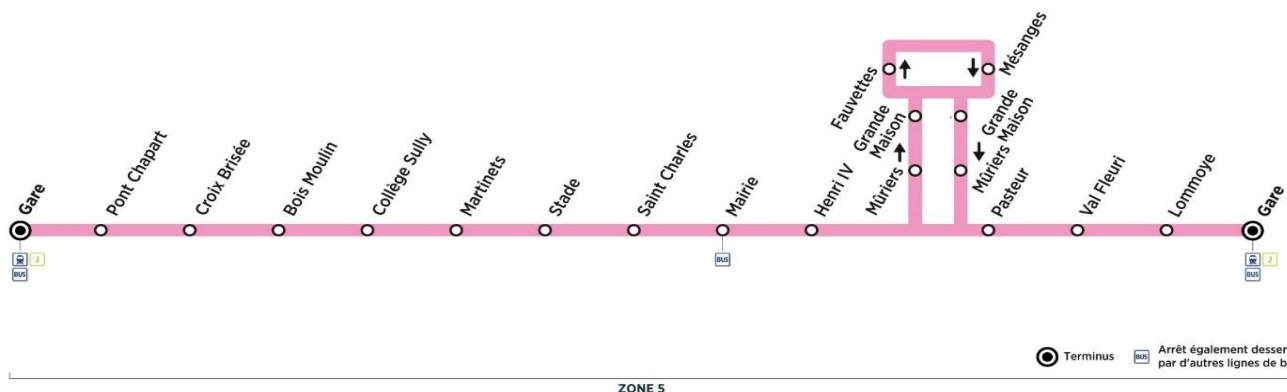 Gare
Pont Chapart
Croix Brisée
Bois Moulin
Collège Sully
Martinets
Stade
Saint Charles
Mairie
Henri IV
Mûriers
Grande
Maison
Fauvettes
Mésanges
Grande
Maison
Mûriers
Pasteur
Val Fleuri
Lommoye
Gare
J
BUS
BUS
J
BUS
Terminus
BUS
Arrêt également desser
par d'autres lignes de b
ZONE 5